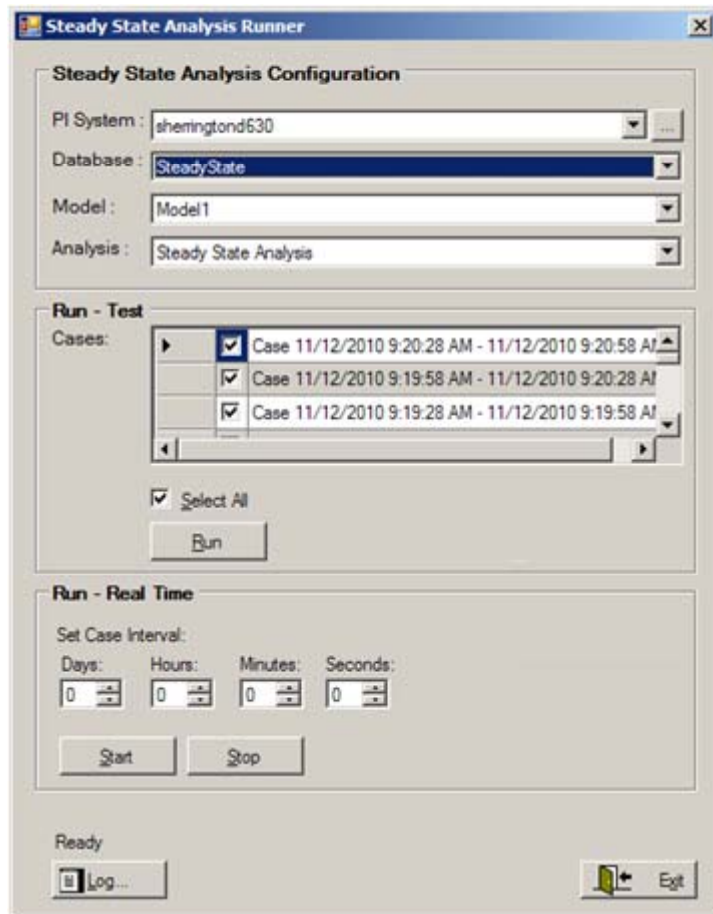 Steady State Analysis Runner
Steady State Analysis Configuration
PI System : sherringtond630 ...
Database : SteadyState
Model : Model1
Analysis : Steady State Analysis
Run - Test
Cases:
Case 11/12/2010 9:20:28 AM - 11/12/2010 9:20:58
Case 11/12/2010 9:19:58 AM - 11/12/2010 9:20:28
Case 11/12/2010 9:19:28 AM - 11/12/2010 9:19:58
Select All
Run
Run - Real Time
Set Case Interval:
Days: Hours: Minutes: Seconds:
0 0 0 0
Start Stop
Ready
Log... Exit